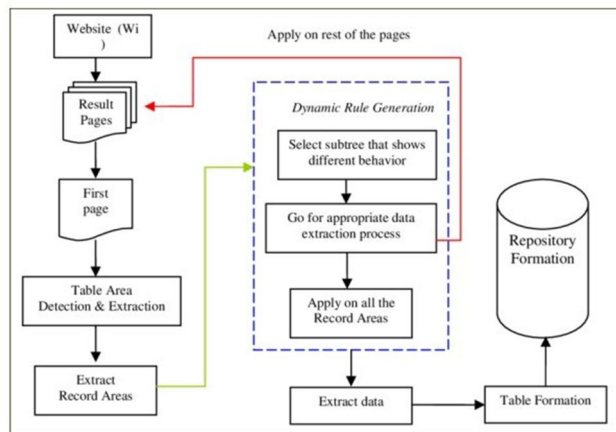 Website (Wi
)
Apply on rest of the pages
Result
Pages
Dynamic Rule Generation
Select subtree that shows
different behavior
First
page
Go for appropriate data
extraction process
Repository
Formation
Table Area
Detection & Extraction
Apply on all the
Record Areas
Extract
Record Areas
Extract data
Table Formation